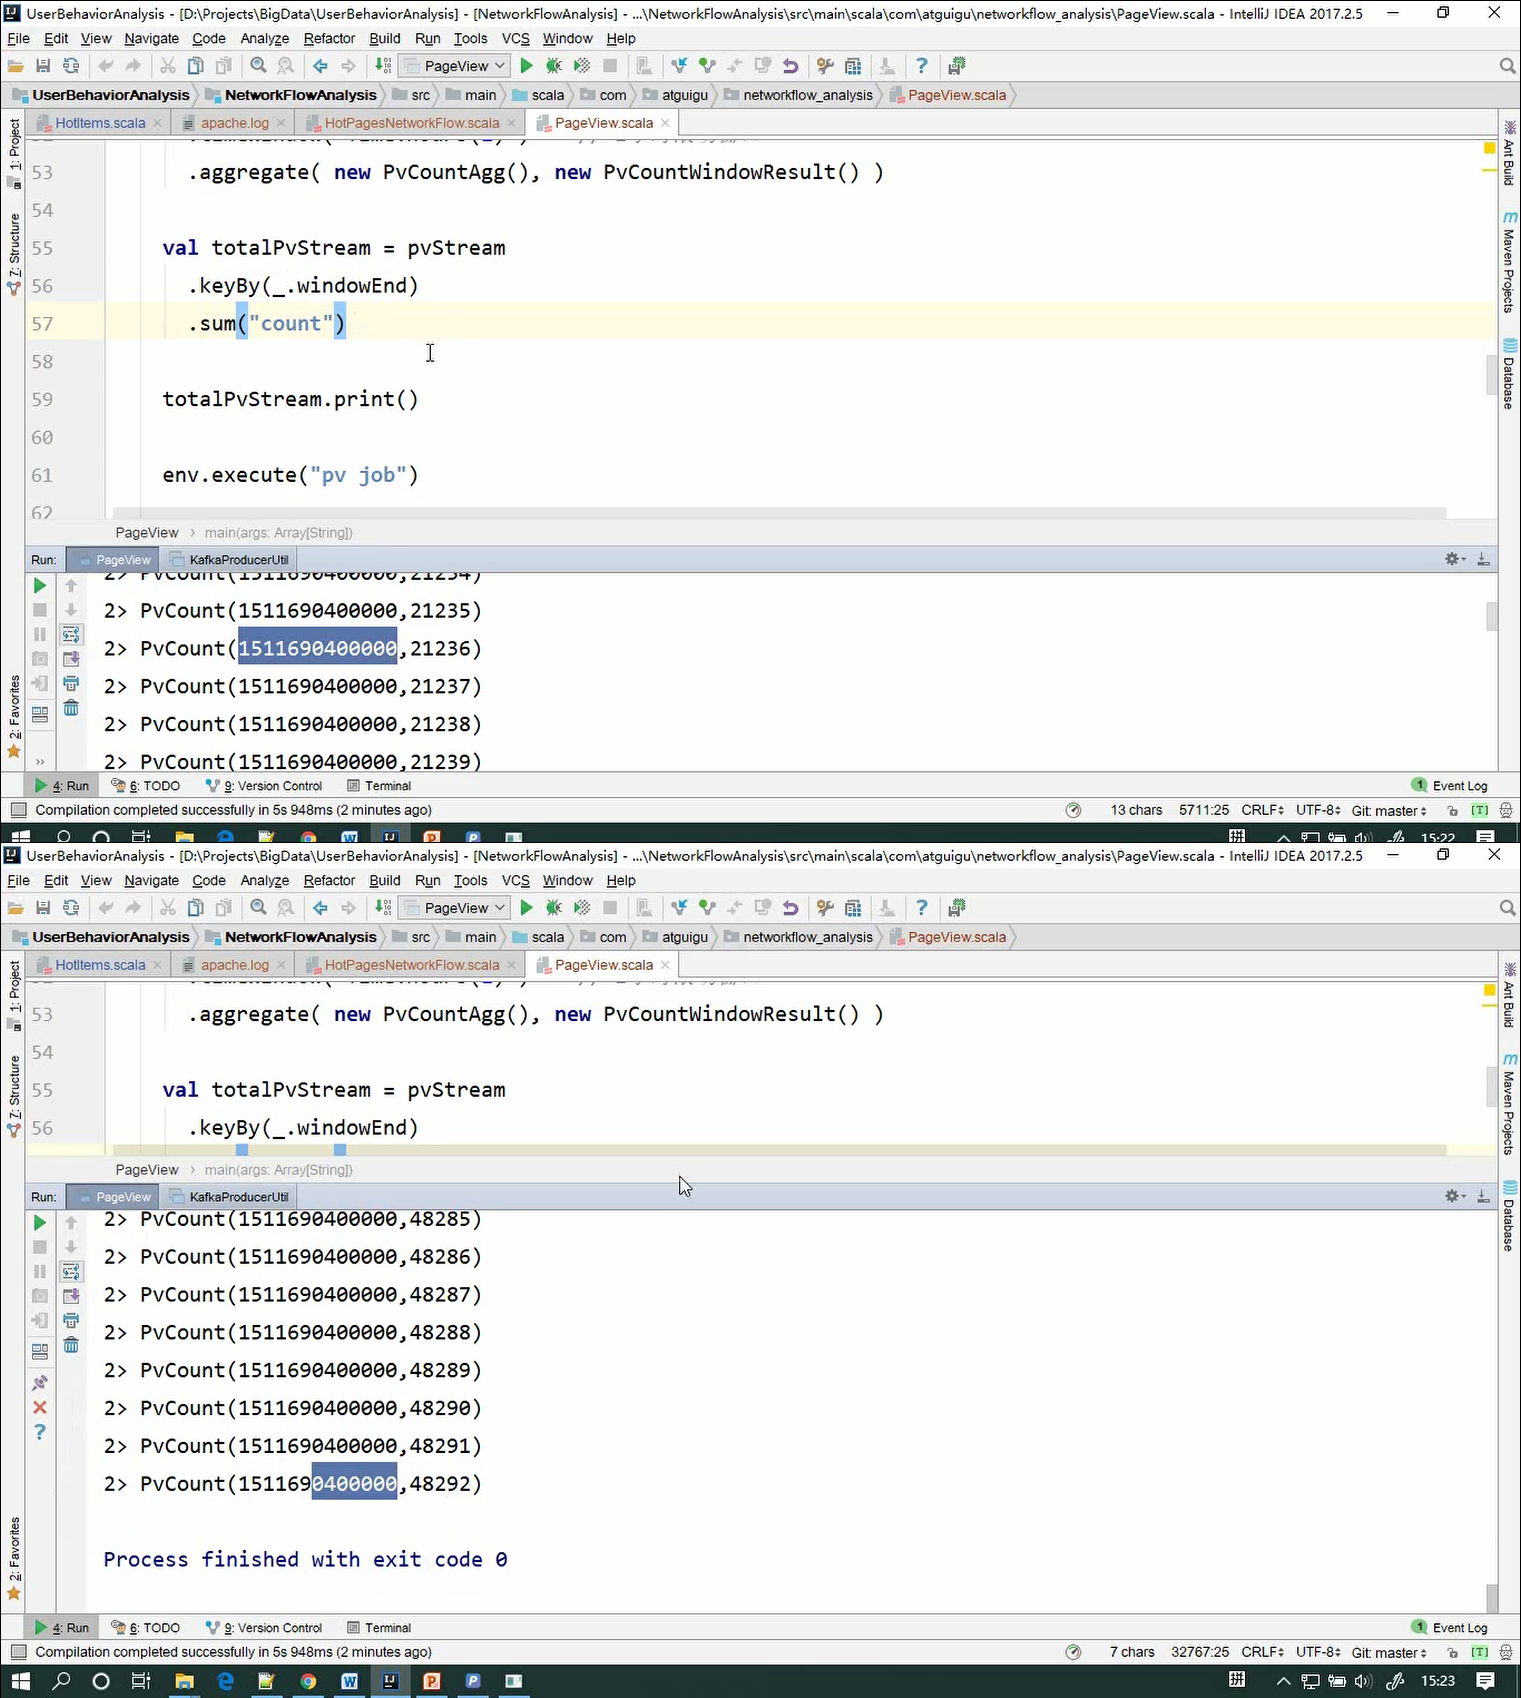 UserBehaviorAnalysis - [D:\Projects\BigData\UserBehaviorAnalysis] - [NetworkFlowAnalysis] - ...\NetworkFlowAnalysis\src\main\scala\com\atguigu\networkflow_analysis\PageView.scala - IntelliJ IDEA 2017.2.5
File Edit View Navigate Code Analyze Refactor Build Run Tools VCS Window Help
PageView
UserBehaviorAnalysis NetworkFlowAnalysis src main scala com atguigu networkflow_analysis PageView.scala
HotItems.scala apache.log HotPagesNetworkFlow.scala PageView.scala
1: Project
7: Structure
2: Favorites
Ant Build
Maven Projects
Database
53 .aggregate( new PvCountAgg(), new PvCountWindowResult() )
54
55 val totalPvStream = pvStream
56 .keyBy(_.windowEnd)
57 .sum("count")
58
59 totalPvStream.print()
60
61 env.execute("pv job")
62
PageView main(args: Array[String])
Run: PageView KafkaProducerUtil
2> PvCount(1511690400000,21234)
2> PvCount(1511690400000,21235)
2> PvCount(1511690400000,21236)
2> PvCount(1511690400000,21237)
2> PvCount(1511690400000,21238)
2> PvCount(1511690400000,21239)
4: Run 6: TODO 9: Version Control Terminal 1 Event Log
Compilation completed successfully in 5s 948ms (2 minutes ago) 13 chars 5711:25 CRLF UTF-8 Git: master [T]
拼 15:22
UserBehaviorAnalysis - [D:\Projects\BigData\UserBehaviorAnalysis] - [NetworkFlowAnalysis] - ...\NetworkFlowAnalysis\src\main\scala\com\atguigu\networkflow_analysis\PageView.scala - IntelliJ IDEA 2017.2.5
File Edit View Navigate Code Analyze Refactor Build Run Tools VCS Window Help
PageView
UserBehaviorAnalysis NetworkFlowAnalysis src main scala com atguigu networkflow_analysis PageView.scala
HotItems.scala apache.log HotPagesNetworkFlow.scala PageView.scala
1: Project
7: Structure
2: Favorites
Ant Build
Maven Projects
Database
53 .aggregate( new PvCountAgg(), new PvCountWindowResult() )
54
55 val totalPvStream = pvStream
56 .keyBy(_.windowEnd)
PageView main(args: Array[String])
Run: PageView KafkaProducerUtil
2> PvCount(1511690400000,48285)
2> PvCount(1511690400000,48286)
2> PvCount(1511690400000,48287)
2> PvCount(1511690400000,48288)
2> PvCount(1511690400000,48289)
2> PvCount(1511690400000,48290)
2> PvCount(1511690400000,48291)
2> PvCount(1511690400000,48292)
Process finished with exit code 0
4: Run 6: TODO 9: Version Control Terminal 1 Event Log
Compilation completed successfully in 5s 948ms (2 minutes ago) 7 chars 32767:25 CRLF UTF-8 Git: master [T]
拼 15:23